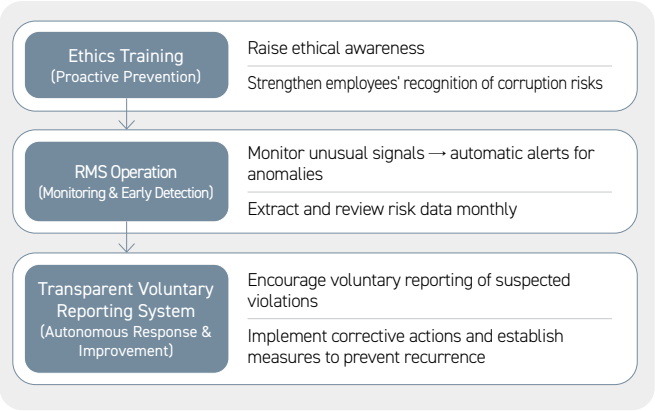 Ethics Training
(Proactive Prevention)
Raise ethical awareness
Strengthen employees' recognition of corruption risks
RMS Operation
(Monitoring & Early Detection)
Monitor unusual signals → automatic alerts for
anomalies
Extract and review risk data monthly
Transparent Voluntary
Reporting System
(Autonomous Response &
Improvement)
Encourage voluntary reporting of suspected
violations
Implement corrective actions and establish
measures to prevent recurrence